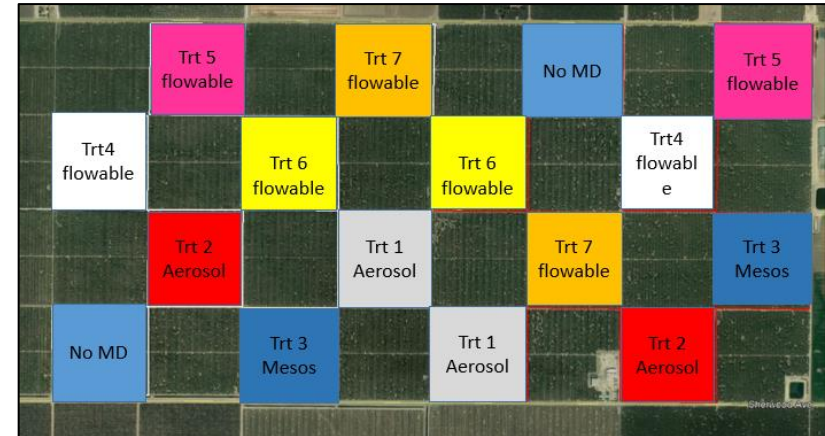 Trt 5
flowable
Trt 7
flowable
No MD
Trt 5
flowable
Trt4
flowable
Trt 6
flowable
Trt 6
flowable
Trt4
flowabl
e
Trt 2
Aerosol
Trt 1
Aerosol
Trt 7
flowable
Trt 3
Mesos
No MD
Trt 3
Mesos
Trt 1
Aerosol
Trt 2
Aerosol